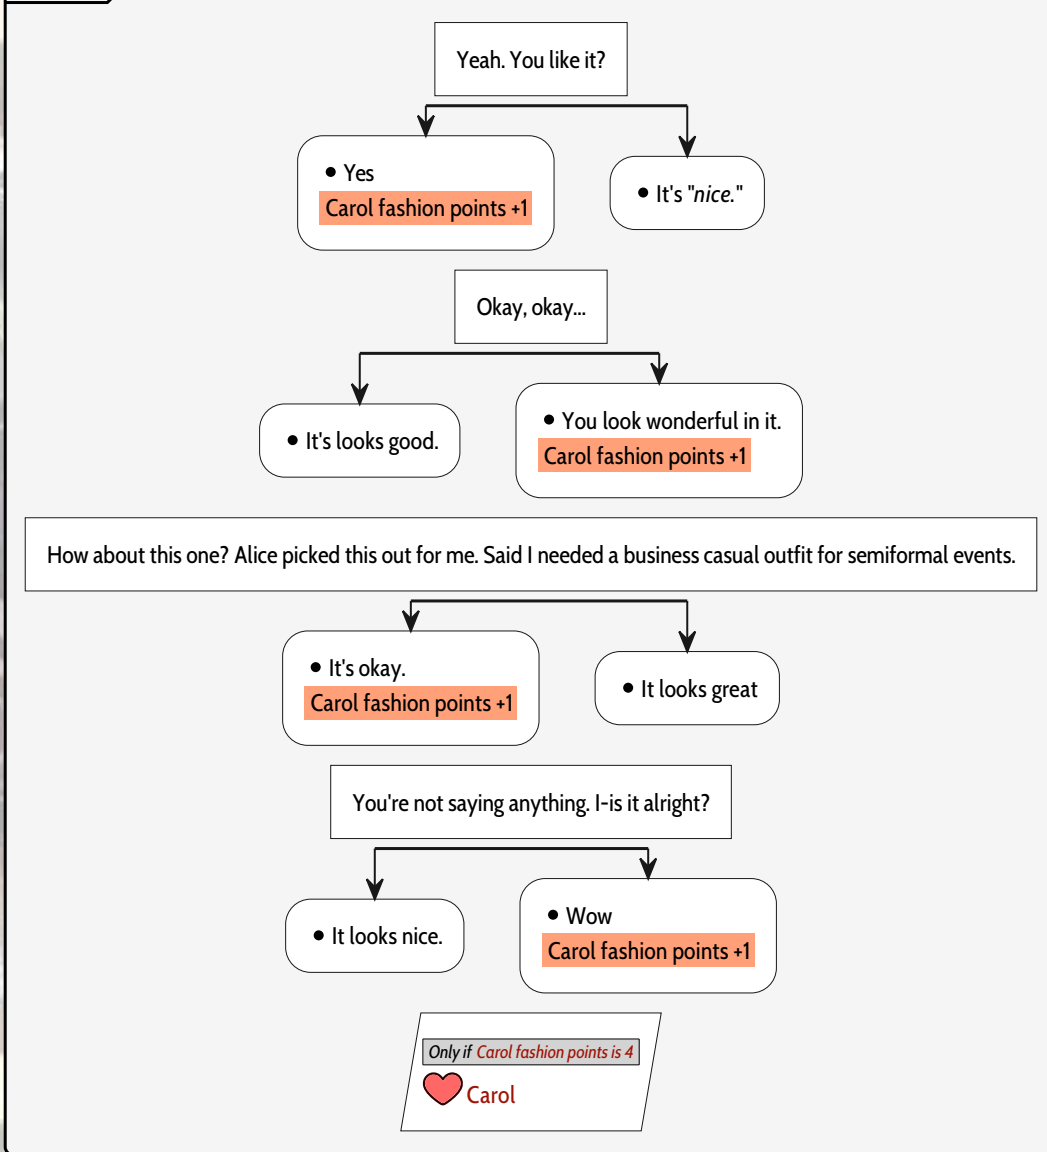 Yeah. You like it?
• Yes
Carol fashion points +1
• It's "nice."
Okay, okay...
• It's looks good.
• You look wonderful in it.
Carol fashion points +1
How about this one? Alice picked this out for me. Said I needed a business casual outfit for semiformal events.
• It's okay.
Carol fashion points +1
• It looks great
You're not saying anything. I-is it alright?
• It looks nice.
• Wow
Carol fashion points +1
Only if Carol fashion points is 4
Carol